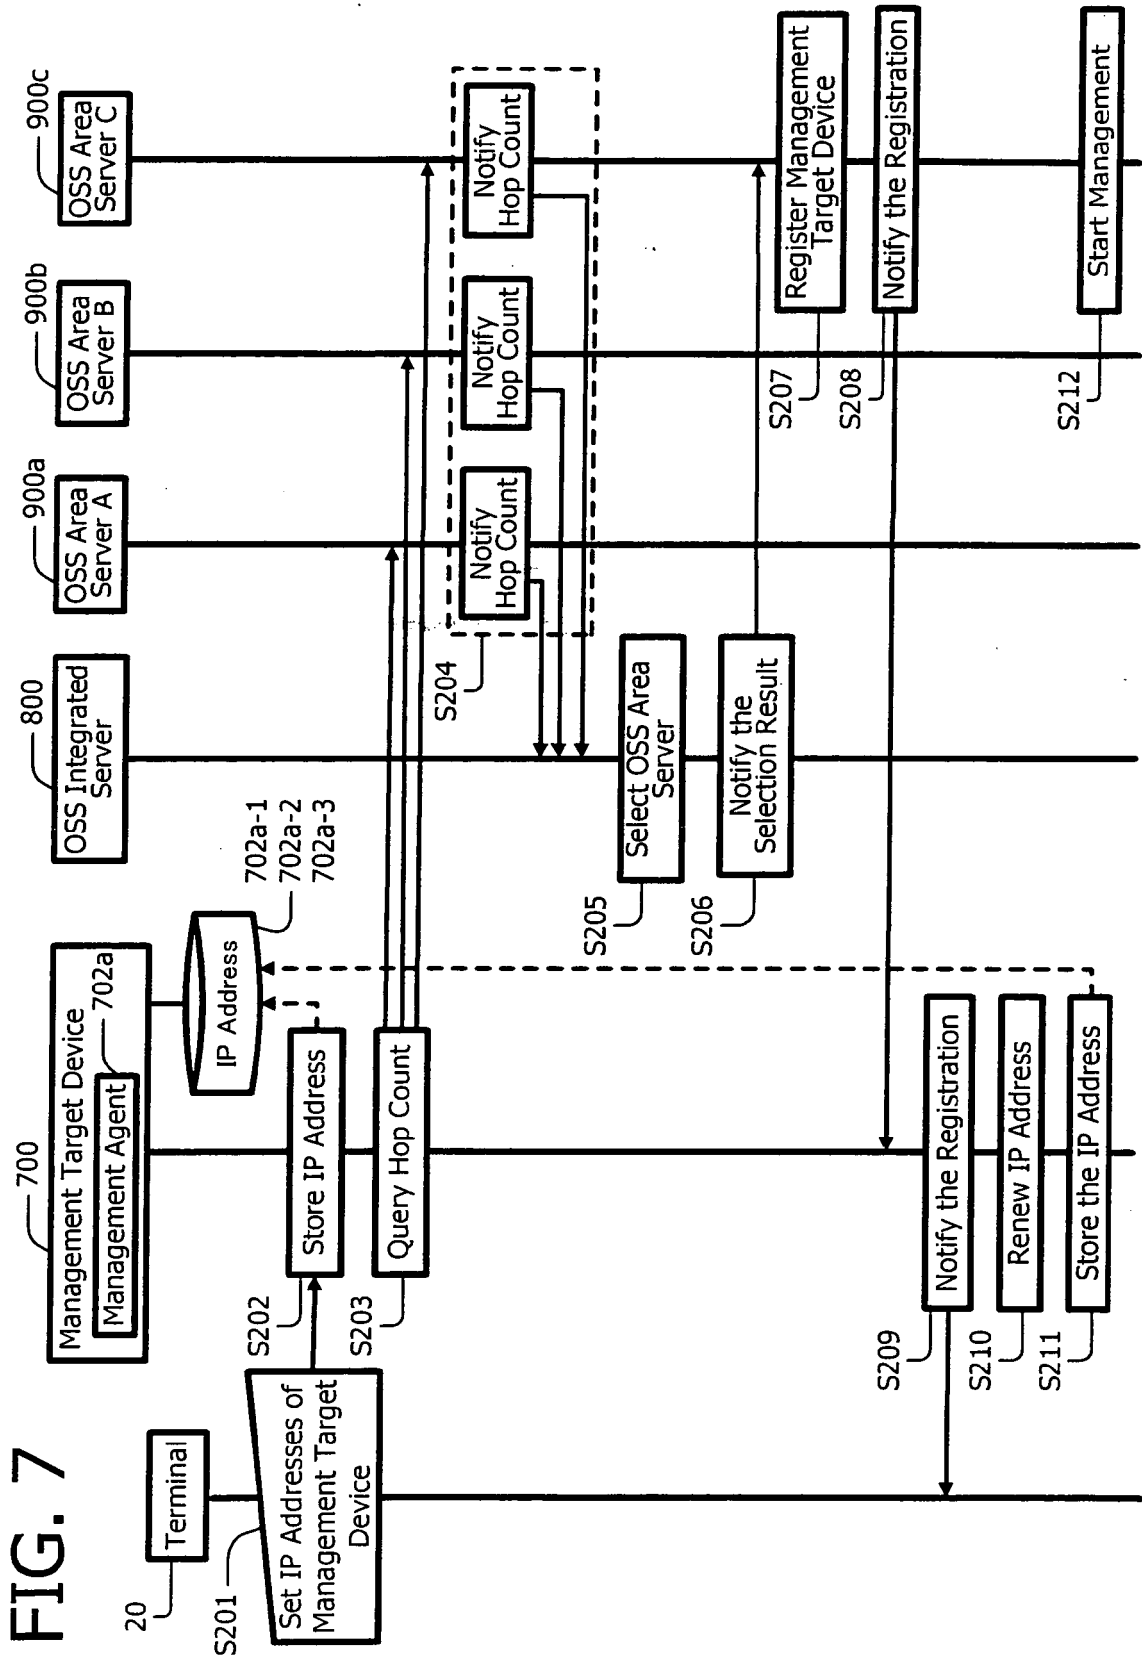 FIG. 7
20
Terminal
700
Management Target Device
Management Agent
702a
IP Address
702a-1
702a-2
702a-3
800
OSS Integrated
Server
900a
OSS Area
Server A
900b
OSS Area
Server B
900c
OSS Area
Server C
S201
Set IP Addresses of
Management Target
Device
S202
Store IP Address
S203
Query Hop Count
S204
Notify
Hop Count
Notify
Hop Count
Notify
Hop Count
S205
Select OSS Area
Server
S206
Notify the
Selection Result
S207
Register Management
Target Device
S208
Notify the Registration
S209
Notify the Registration
S210
Renew IP Address
S211
Store the IP Address
S212
Start Management